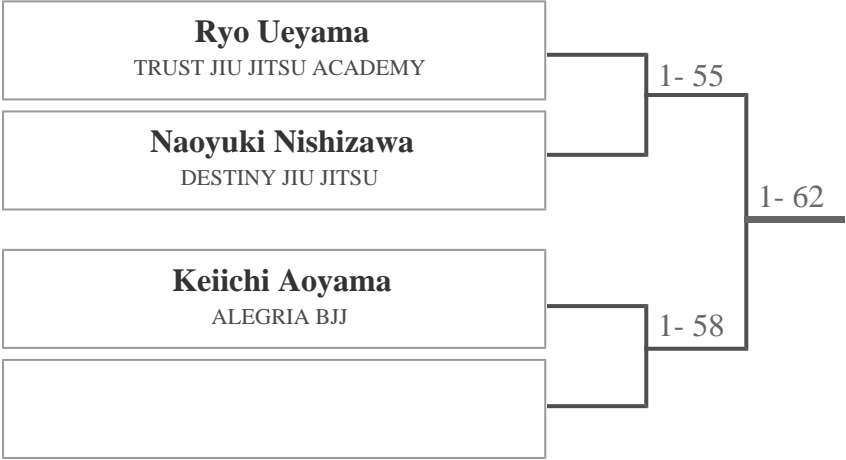 Ryo Ueyama
TRUST JIU JITSU ACADEMY
1- 55
Naoyuki Nishizawa
DESTINY JIU JITSU
1- 62
Keiichi Aoyama
ALEGRIA BJJ
1- 58